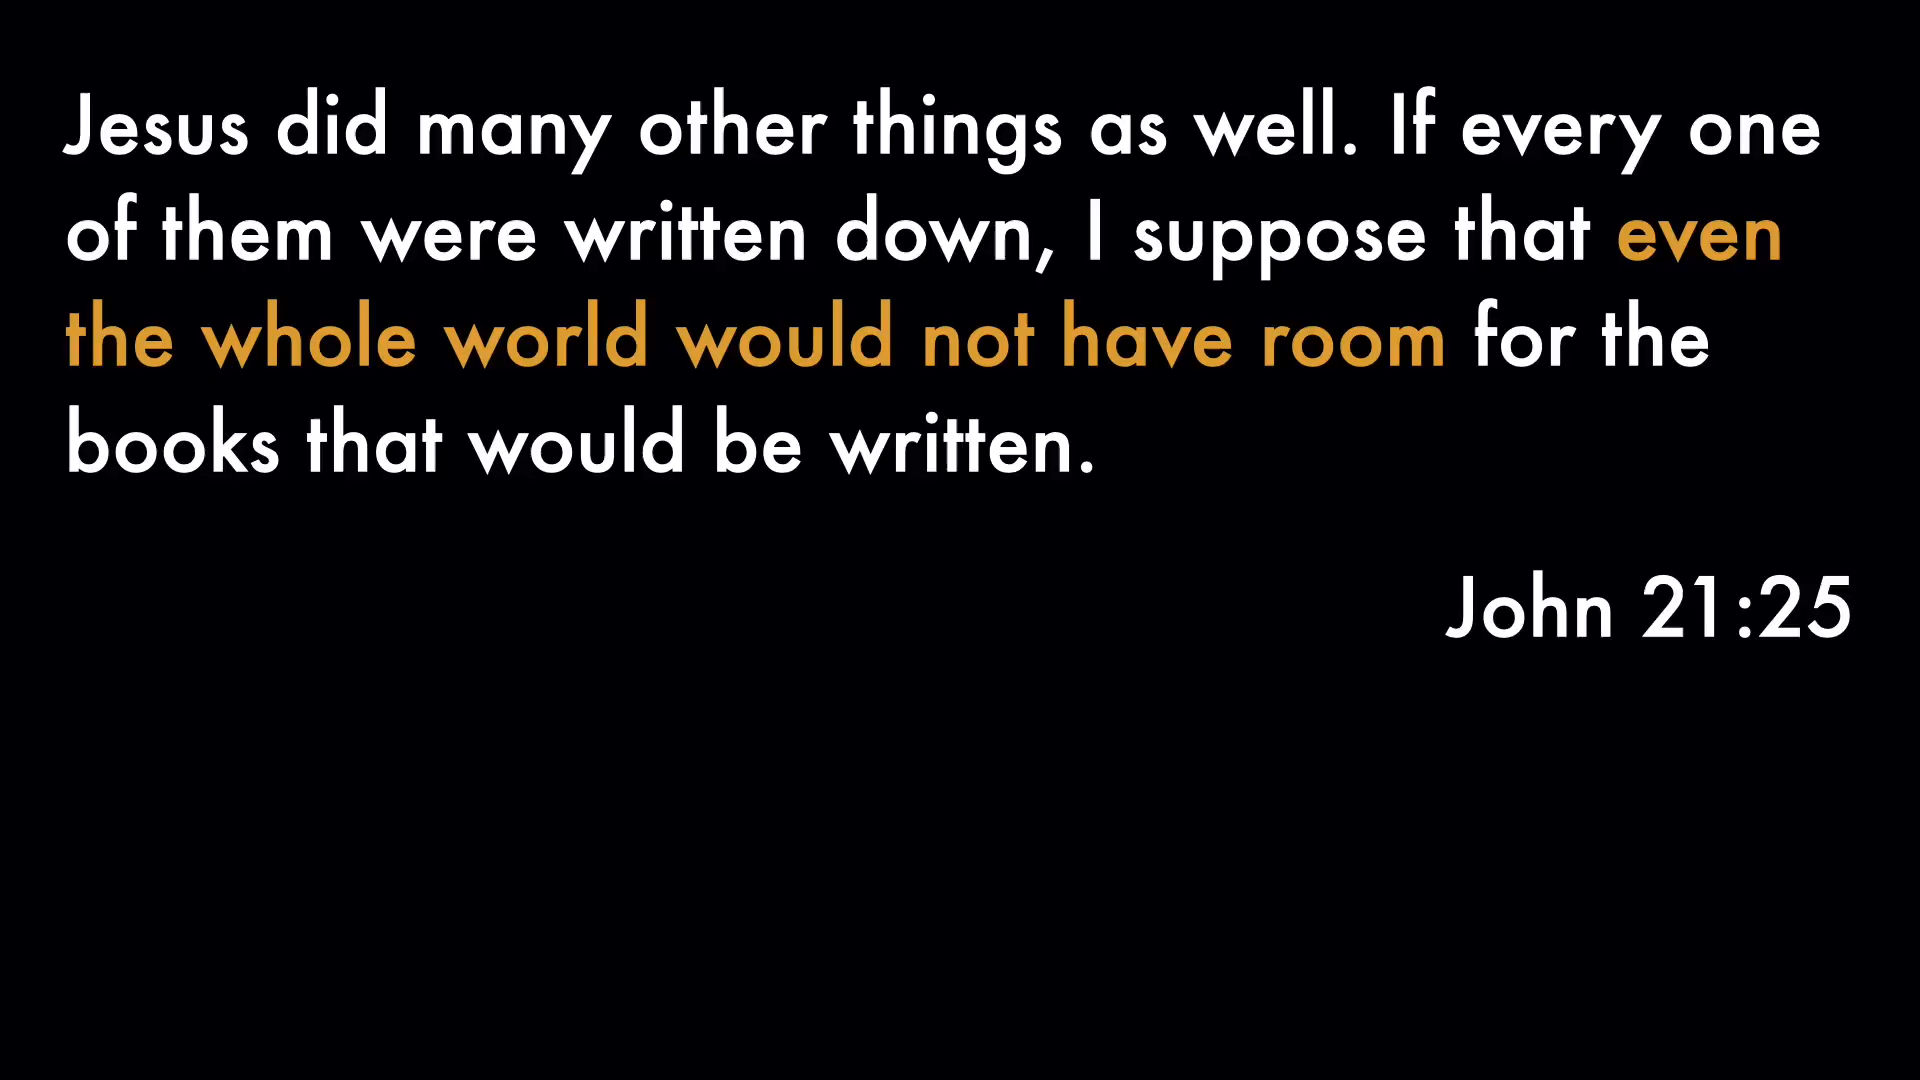 Jesus did many other things as well. If every one
of them were written down, I suppose that even
the whole world would not have room for the
books that would be written.
John 21:25